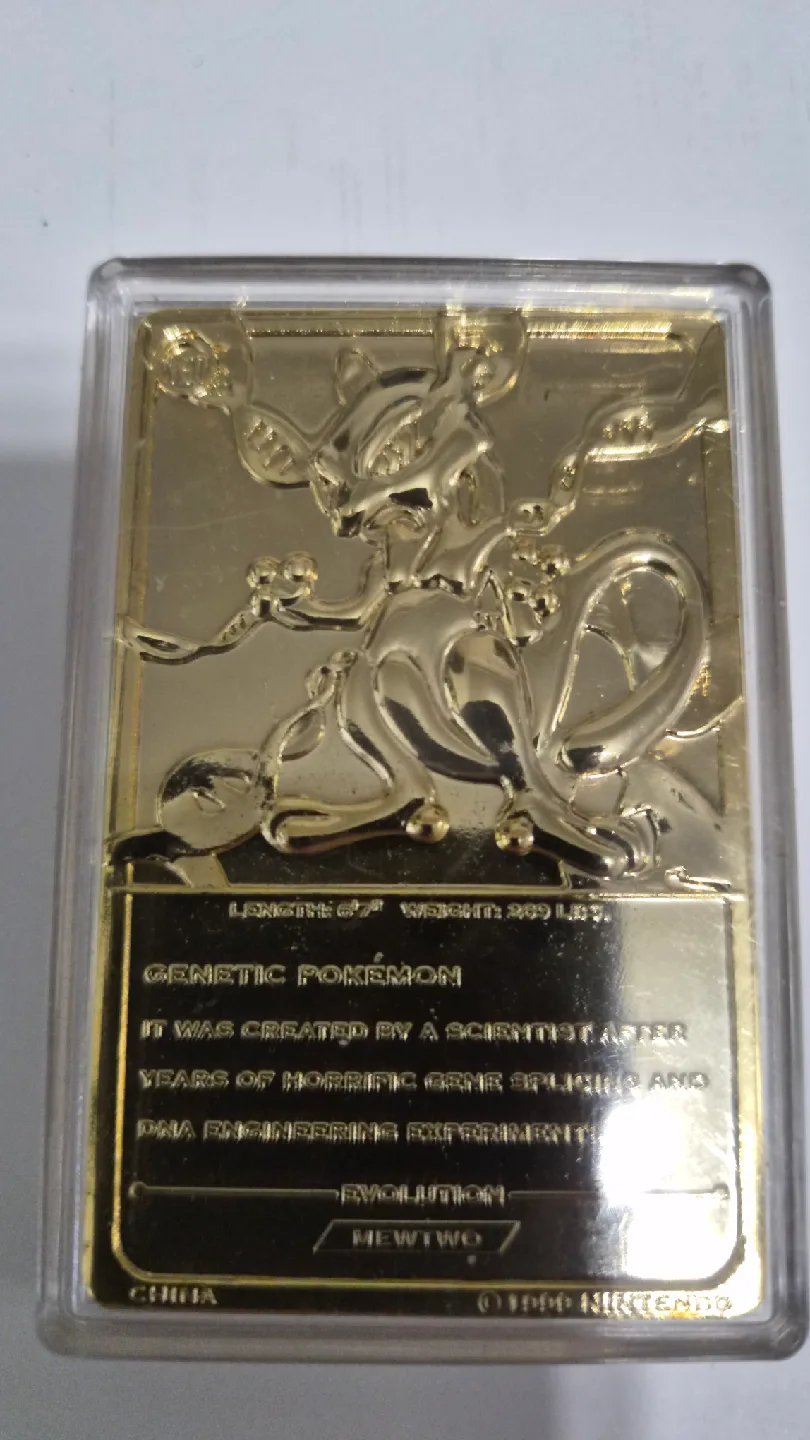 LENGTH: 6'7" WEIGHT: 269 LBS.
GENETIC POKÉMON
IT WAS CREATED BY A SCIENTIST AFTER
YEARS OF HORRIFIC GENE SPLICING AND
DNA ENGINEERING EXPERIMENTS
EVOLUTION
MEWTWO
CHINA
© 1999 NINTENDO